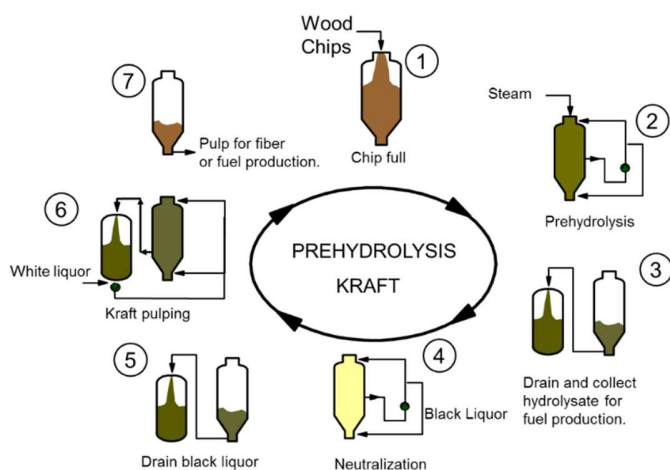 Wood
Chips
1
Chip full
Steam
2
Prehydrolysis
3
Drain and collect
hydrolysate for
fuel production.
4
Black Liquor
Neutralization
5
Drain black liquor
6
White liquor
Kraft pulping
7
Pulp for fiber
or fuel production.
PREHYDROLYSIS
KRAFT